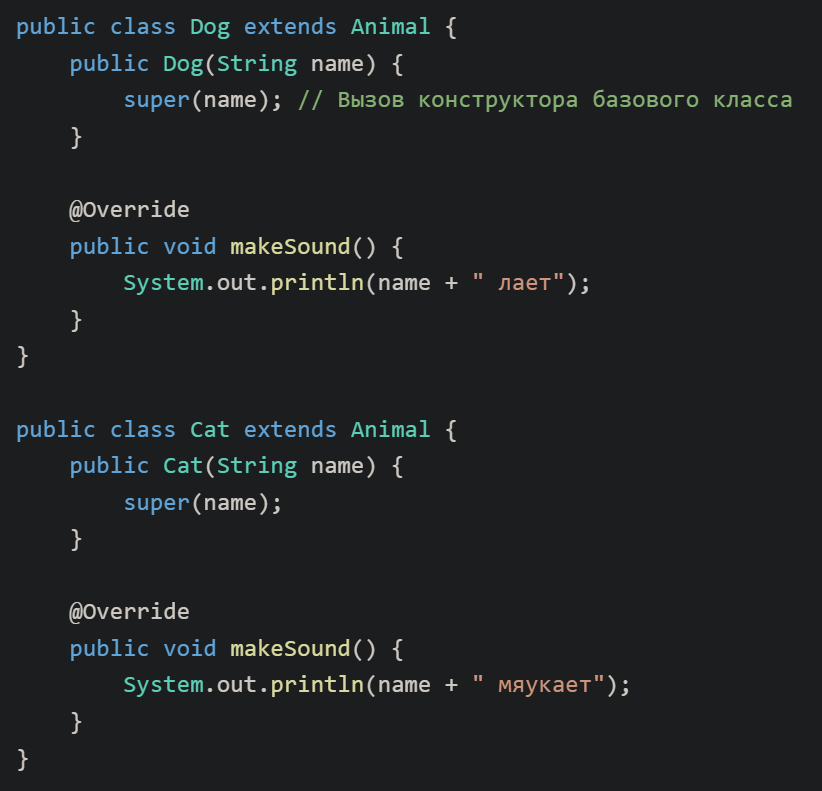 public class Dog extends Animal {
    public Dog(String name) {
        super(name); // Вызов конструктора базового класса
    }

    @Override
    public void makeSound() {
        System.out.println(name + " лает");
    }
}

public class Cat extends Animal {
    public Cat(String name) {
        super(name);
    }

    @Override
    public void makeSound() {
        System.out.println(name + " мяукает");
    }
}